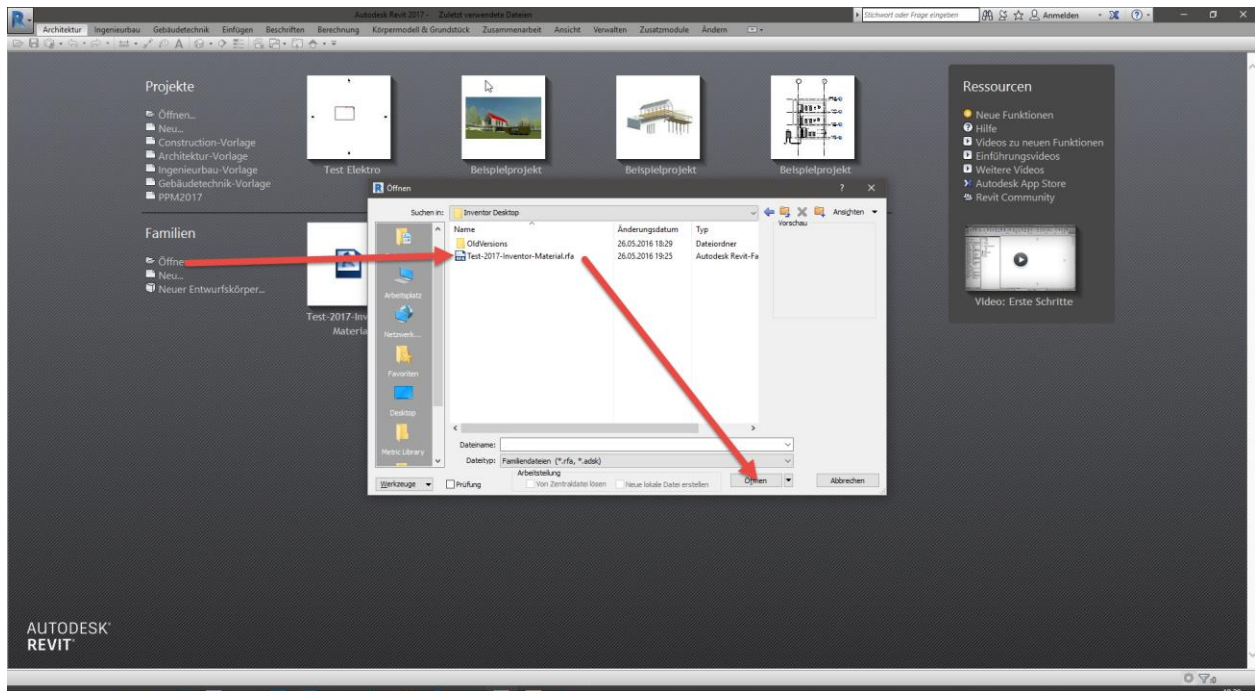 Autodesk Revit 2017 - Zuletzt verwendete Dateien
Stichwort oder Frage eingeben
Anmelden
Architektur Ingenieurbau Gebäudetechnik Einfügen Beschriften Berechnung Körpermodell & Grundstück Zusammenarbeit Ansicht Verwalten Zusatzmodule Ändern
Projekte
Öffnen...
Neu...
Construction-Vorlage
Architektur-Vorlage
Ingenieurbau-Vorlage
Gebäudetechnik-Vorlage
PPM2017
Test Elektro
Beispielprojekt
Beispielprojekt
Beispielprojekt
Familien
Öffne
Neu...
Neuer Entwurfskörper...
Test-2017-Inv
Materia
Öffnen
Suchen in: Inventor Desktop
Ansichten
Vorschau
Name Änderungsdatum Typ
OldVersions 26.05.2016 18:29 Dateiordner
Test-2017-Inventor-Material.rfa 26.05.2016 19:25 Autodesk Revit-Fa
Arbeitsplatz
Netzwerk...
Favoriten
Desktop
Metric Library
Dateiname:
Dateityp: Familiendateien (*.rfa, *.adsk)
Arbeitsteilung
Werkzeuge
Prüfung
Von Zentraldatei lösen
Neue lokale Datei erstellen
Öffnen
Abbrechen
Ressourcen
Neue Funktionen
Hilfe
Videos zu neuen Funktionen
Einführungsvideos
Weitere Videos
Autodesk App Store
Revit Community
Video: Erste Schritte
AUTODESK®
REVIT®
:0